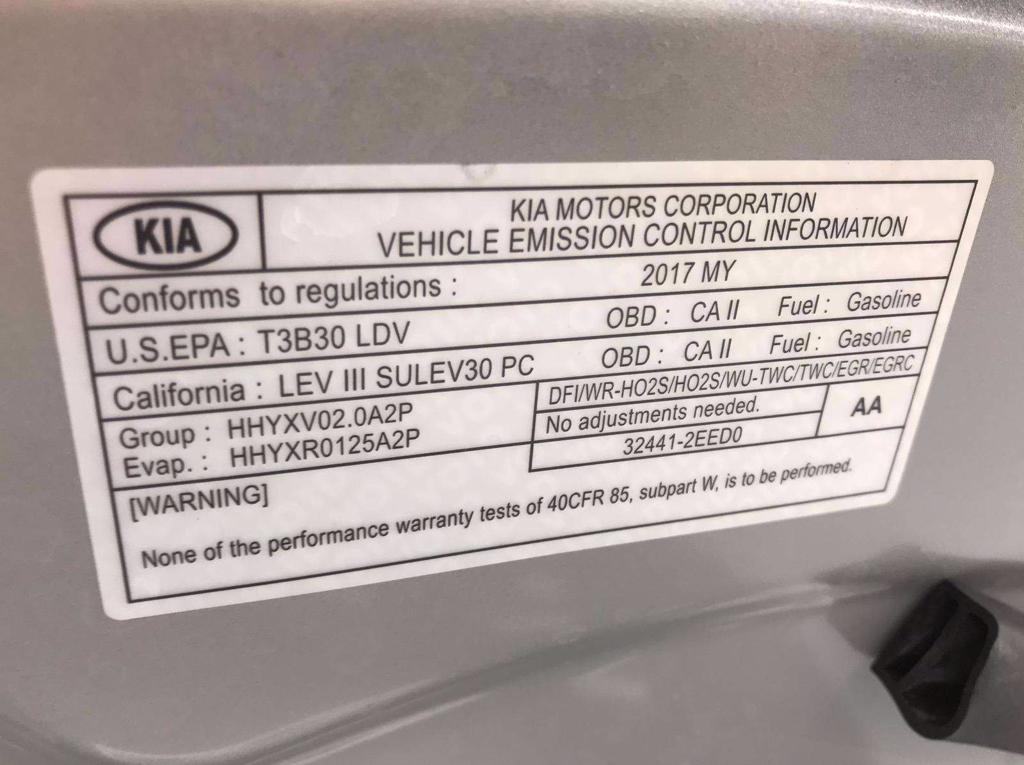 KIA
KIA MOTORS CORPORATION
VEHICLE EMISSION CONTROL INFORMATION
Conforms to regulations : 2017 MY
U.S.EPA : T3B30 LDV OBD : CA II Fuel : Gasoline
California : LEV III SULEV30 PC OBD : CA II Fuel : Gasoline
Group : HHYXV02.0A2P
Evap. : HHYXR0125A2P
DFI/WR-HO2S/HO2S/WU-TWC/TWC/EGR/EGRC
No adjustments needed.
AA
32441-2EED0
[WARNING]
None of the performance warranty tests of 40CFR 85, subpart W, is to be performed.